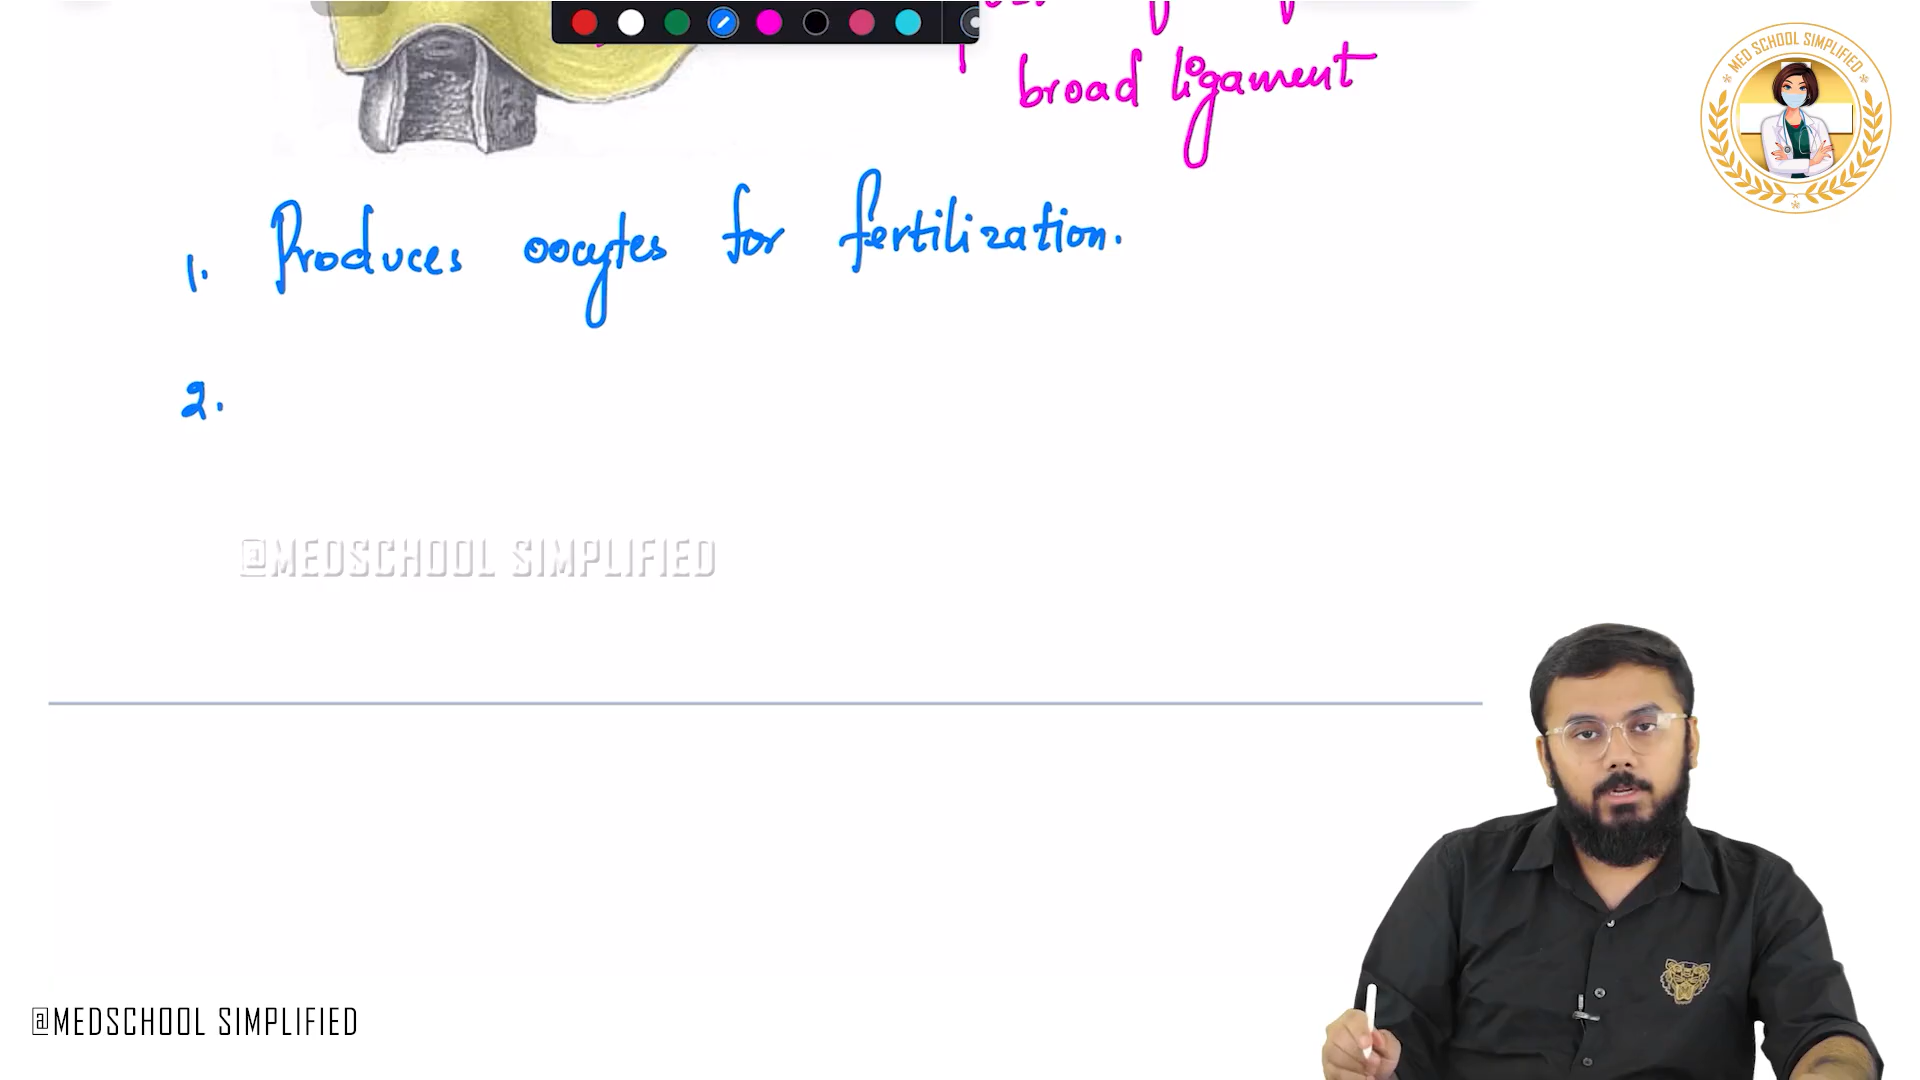 broad ligament
1. Produces oocytes for fertilization.
2.
@MEDSCHOOL SIMPLIFIED
@MEDSCHOOL SIMPLIFIED
MED SCHOOL SIMPLIFIED